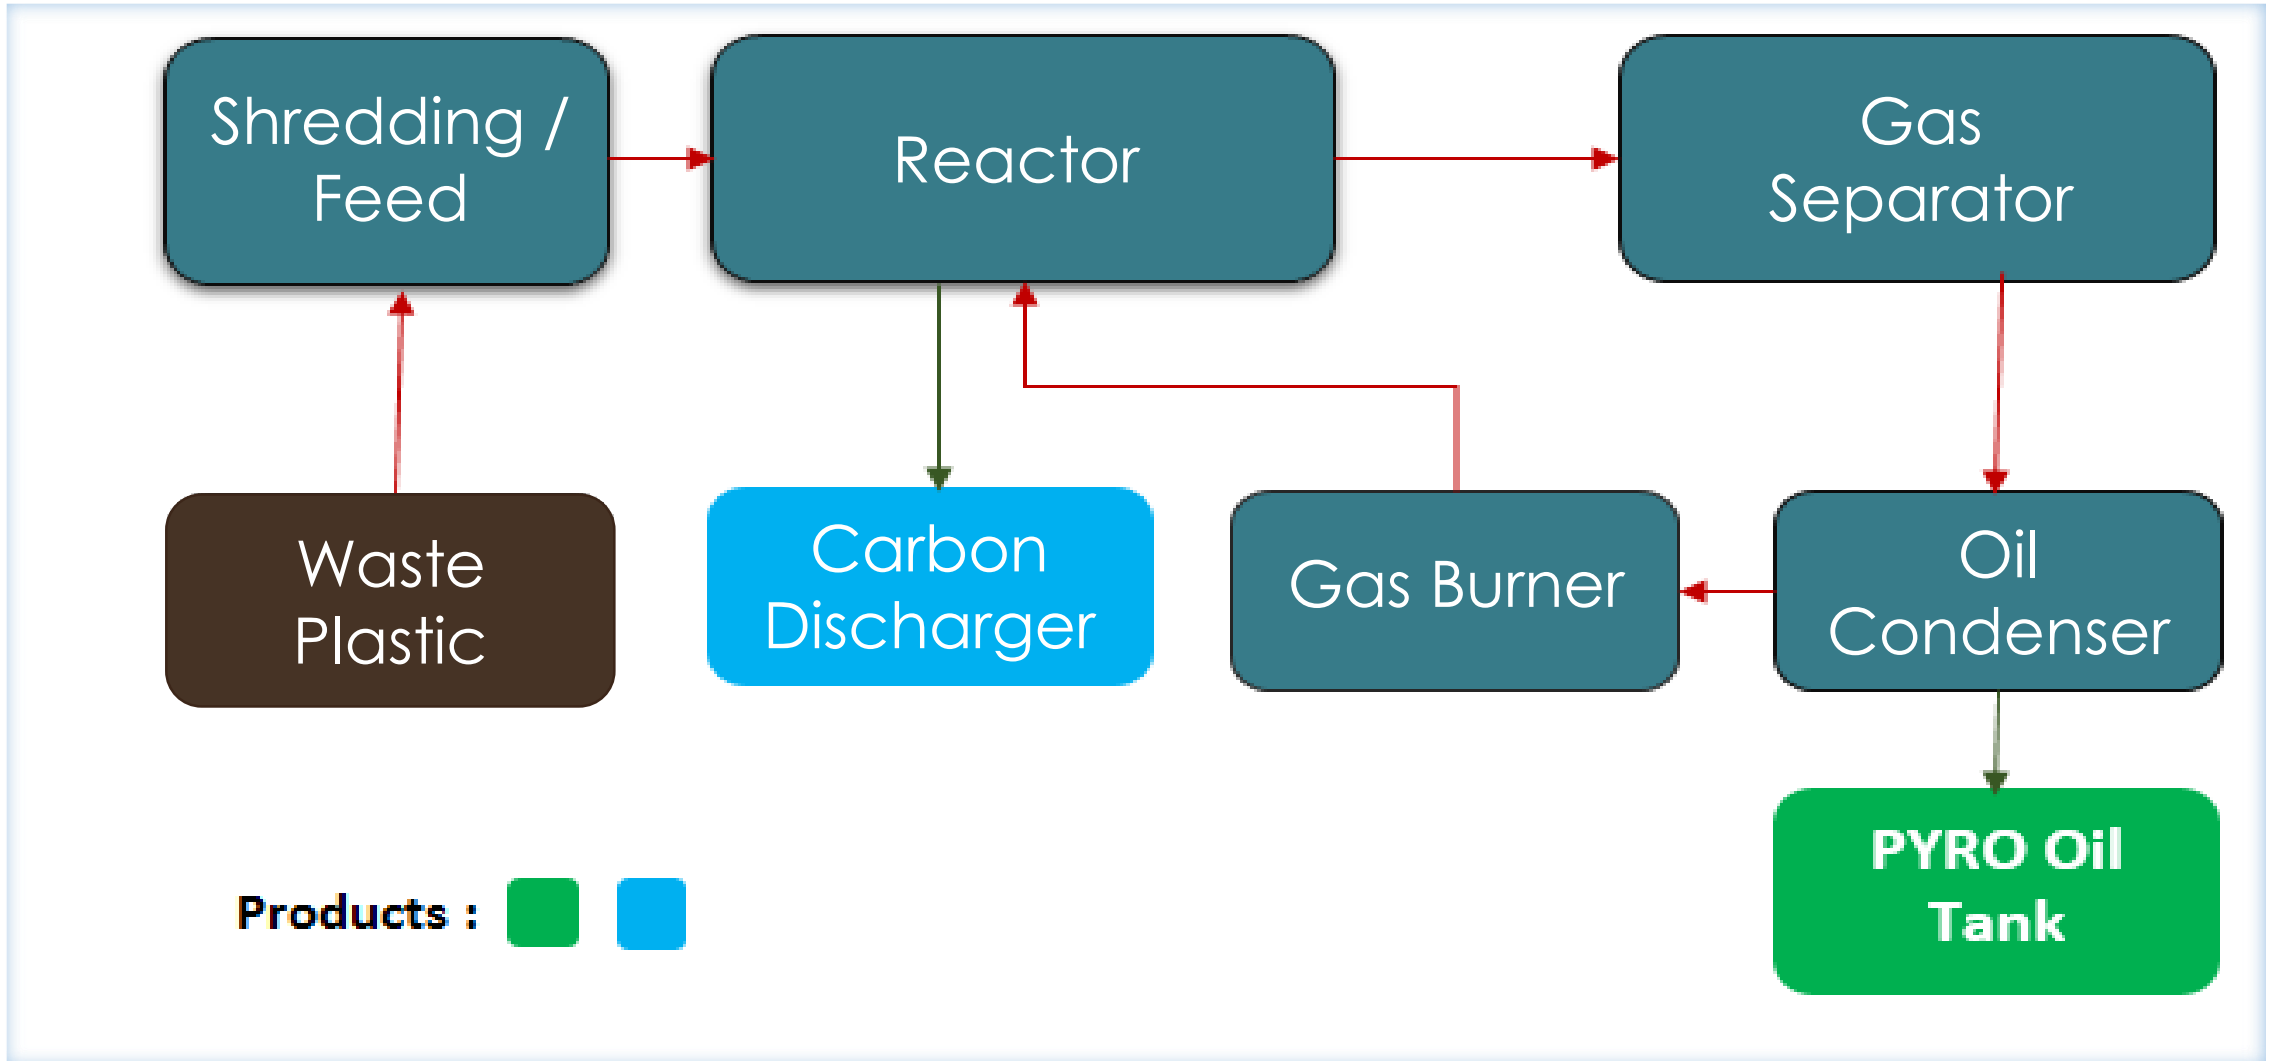 Shredding /
Feed
Reactor
Gas
Separator
Waste
Plastic
Carbon
Discharger
Gas Burner
Oil
Condenser
PYRO Oil
Tank
Products :